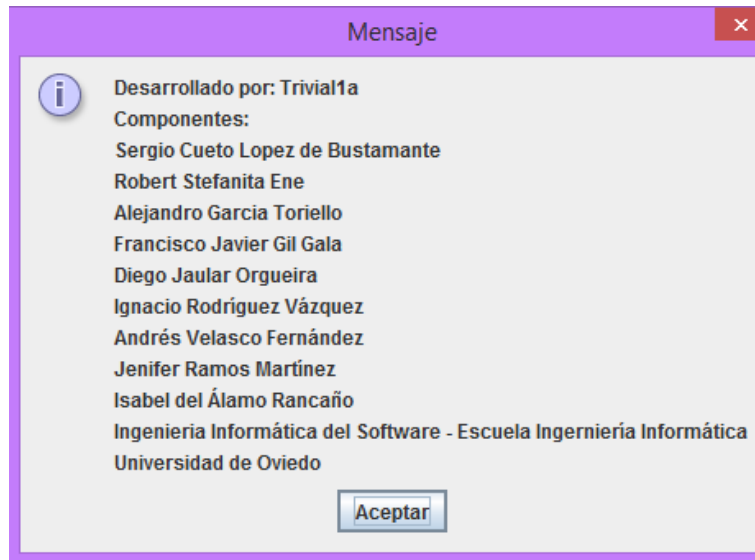 Mensaje
Desarrollado por: Trivial1a
Componentes:
Sergio Cueto Lopez de Bustamante
Robert Stefanita Ene
Alejandro Garcia Toriello
Francisco Javier Gil Gala
Diego Jaular Orgueira
Ignacio Rodríguez Vázquez
Andrés Velasco Fernández
Jenifer Ramos Martínez
Isabel del Álamo Rancaño
Ingenieria Informática del Software - Escuela Ingerniería Informática
Universidad de Oviedo
Aceptar